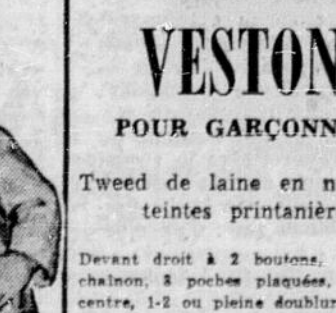 VESTON
POUR GARÇONN
Tweed de laine en n
teintes printanièr
Devant droit à 2 boutons,
chaînon, 3 poches plaquées,
centre, 1-2 ou pleine doublur